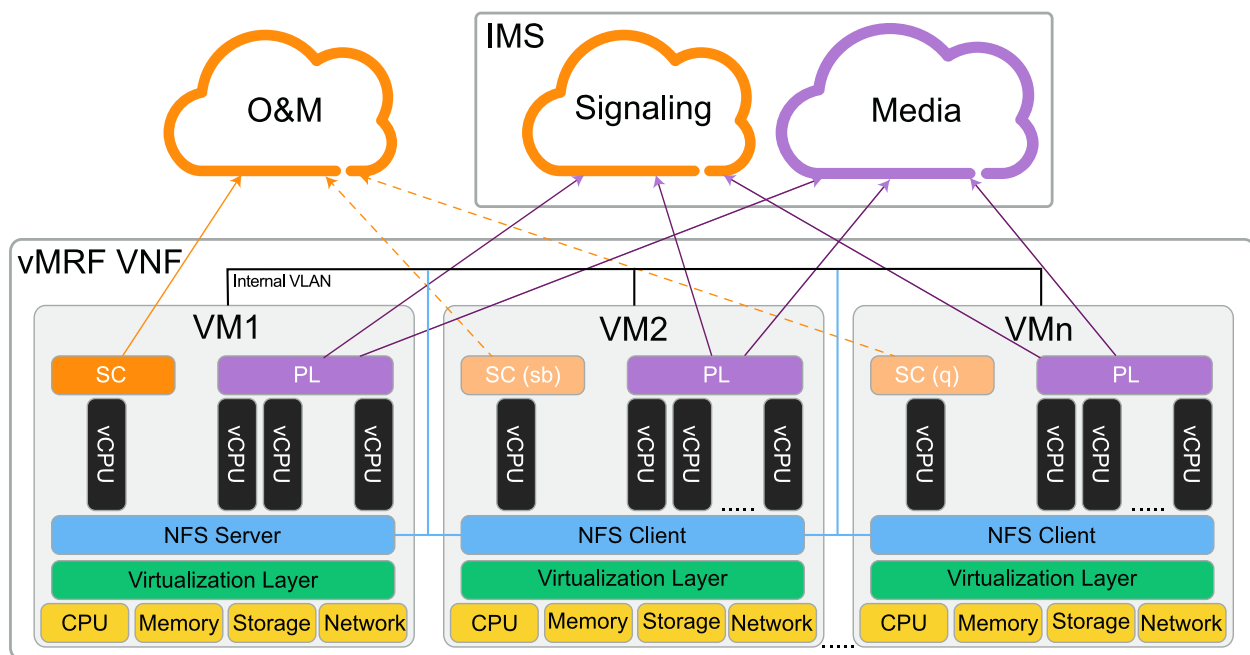 IMS
O&M
Signaling
Media
vMRF VNF
Internal VLAN
VM1
VM2
VMn
SC
PL
SC (sb)
PL
SC (q)
PL
vCPU
vCPU
vCPU
vCPU
vCPU
vCPU
vCPU
.....
vCPU
vCPU
vCPU
vCPU
.....
vCPU
NFS Server
NFS Client
NFS Client
Virtualization Layer
Virtualization Layer
Virtualization Layer
CPU
Memory
Storage
Network
CPU
Memory
Storage
Network
CPU
Memory
Storage
Network
.....